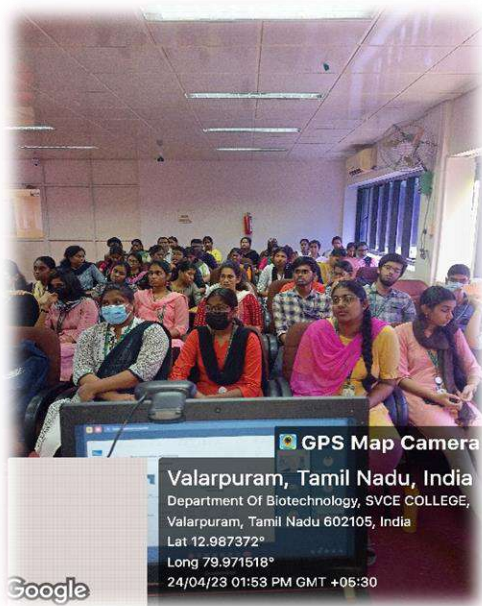 GPS Map Camera
Valarpuram, Tamil Nadu, India
Department Of Biotechnology, SVCE COLLEGE,
Valarpuram, Tamil Nadu 602105, India
Lat 12.987372°
Long 79.971518°
24/04/23 01:53 PM GMT +05:30
Google